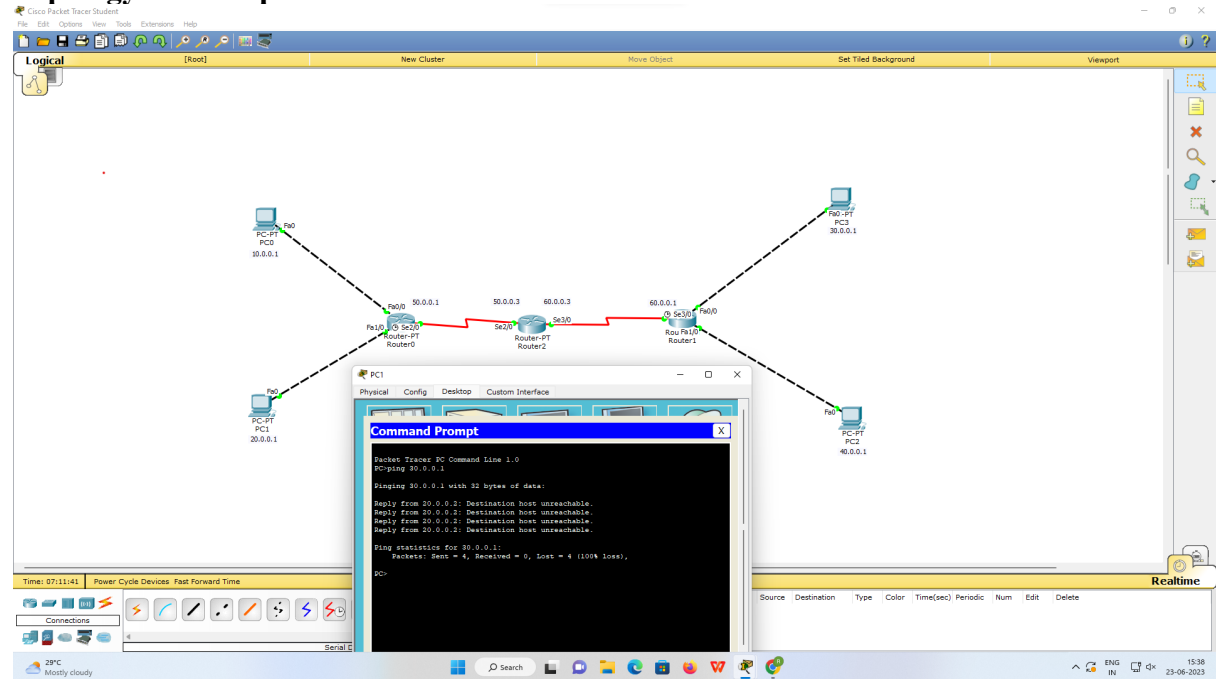 Cisco Packet Tracer Student
File Edit Options View Tools Extensions Help
Logical [Root] New Cluster Move Object Set Tiled Background Viewport
Fa0
PC-PT
PC0
10.0.0.1
Fa0 -PT
PC3
30.0.0.1
Fa0/0 50.0.0.1 50.0.0.3 60.0.0.3 60.0.0.1
Fa1/0 Se2/0 Se2/0 Se3/0 Se3/0 Fa0/0
Router-PT
Router0
Router-PT
Router2
Rou Fa1/0
Router1
Fa0
PC-PT
PC1
20.0.0.1
Fa0
PC-PT
PC2
40.0.0.1
PC1
Physical Config Desktop Custom Interface
Command Prompt X
Packet Tracer PC Command Line 1.0
PC>ping 30.0.0.1
Pinging 30.0.0.1 with 32 bytes of data:
Reply from 20.0.0.2: Destination host unreachable.
Reply from 20.0.0.2: Destination host unreachable.
Reply from 20.0.0.2: Destination host unreachable.
Reply from 20.0.0.2: Destination host unreachable.
Ping statistics for 30.0.0.1:
Packets: Sent = 4, Received = 0, Lost = 4 (100% loss),
PC>
Time: 07:11:41 Power Cycle Devices Fast Forward Time Realtime
Connections
Serial D
Source Destination Type Color Time(sec) Periodic Num Edit Delete
29°C
Mostly cloudy
Search
ENG
IN
15:38
23-06-2023